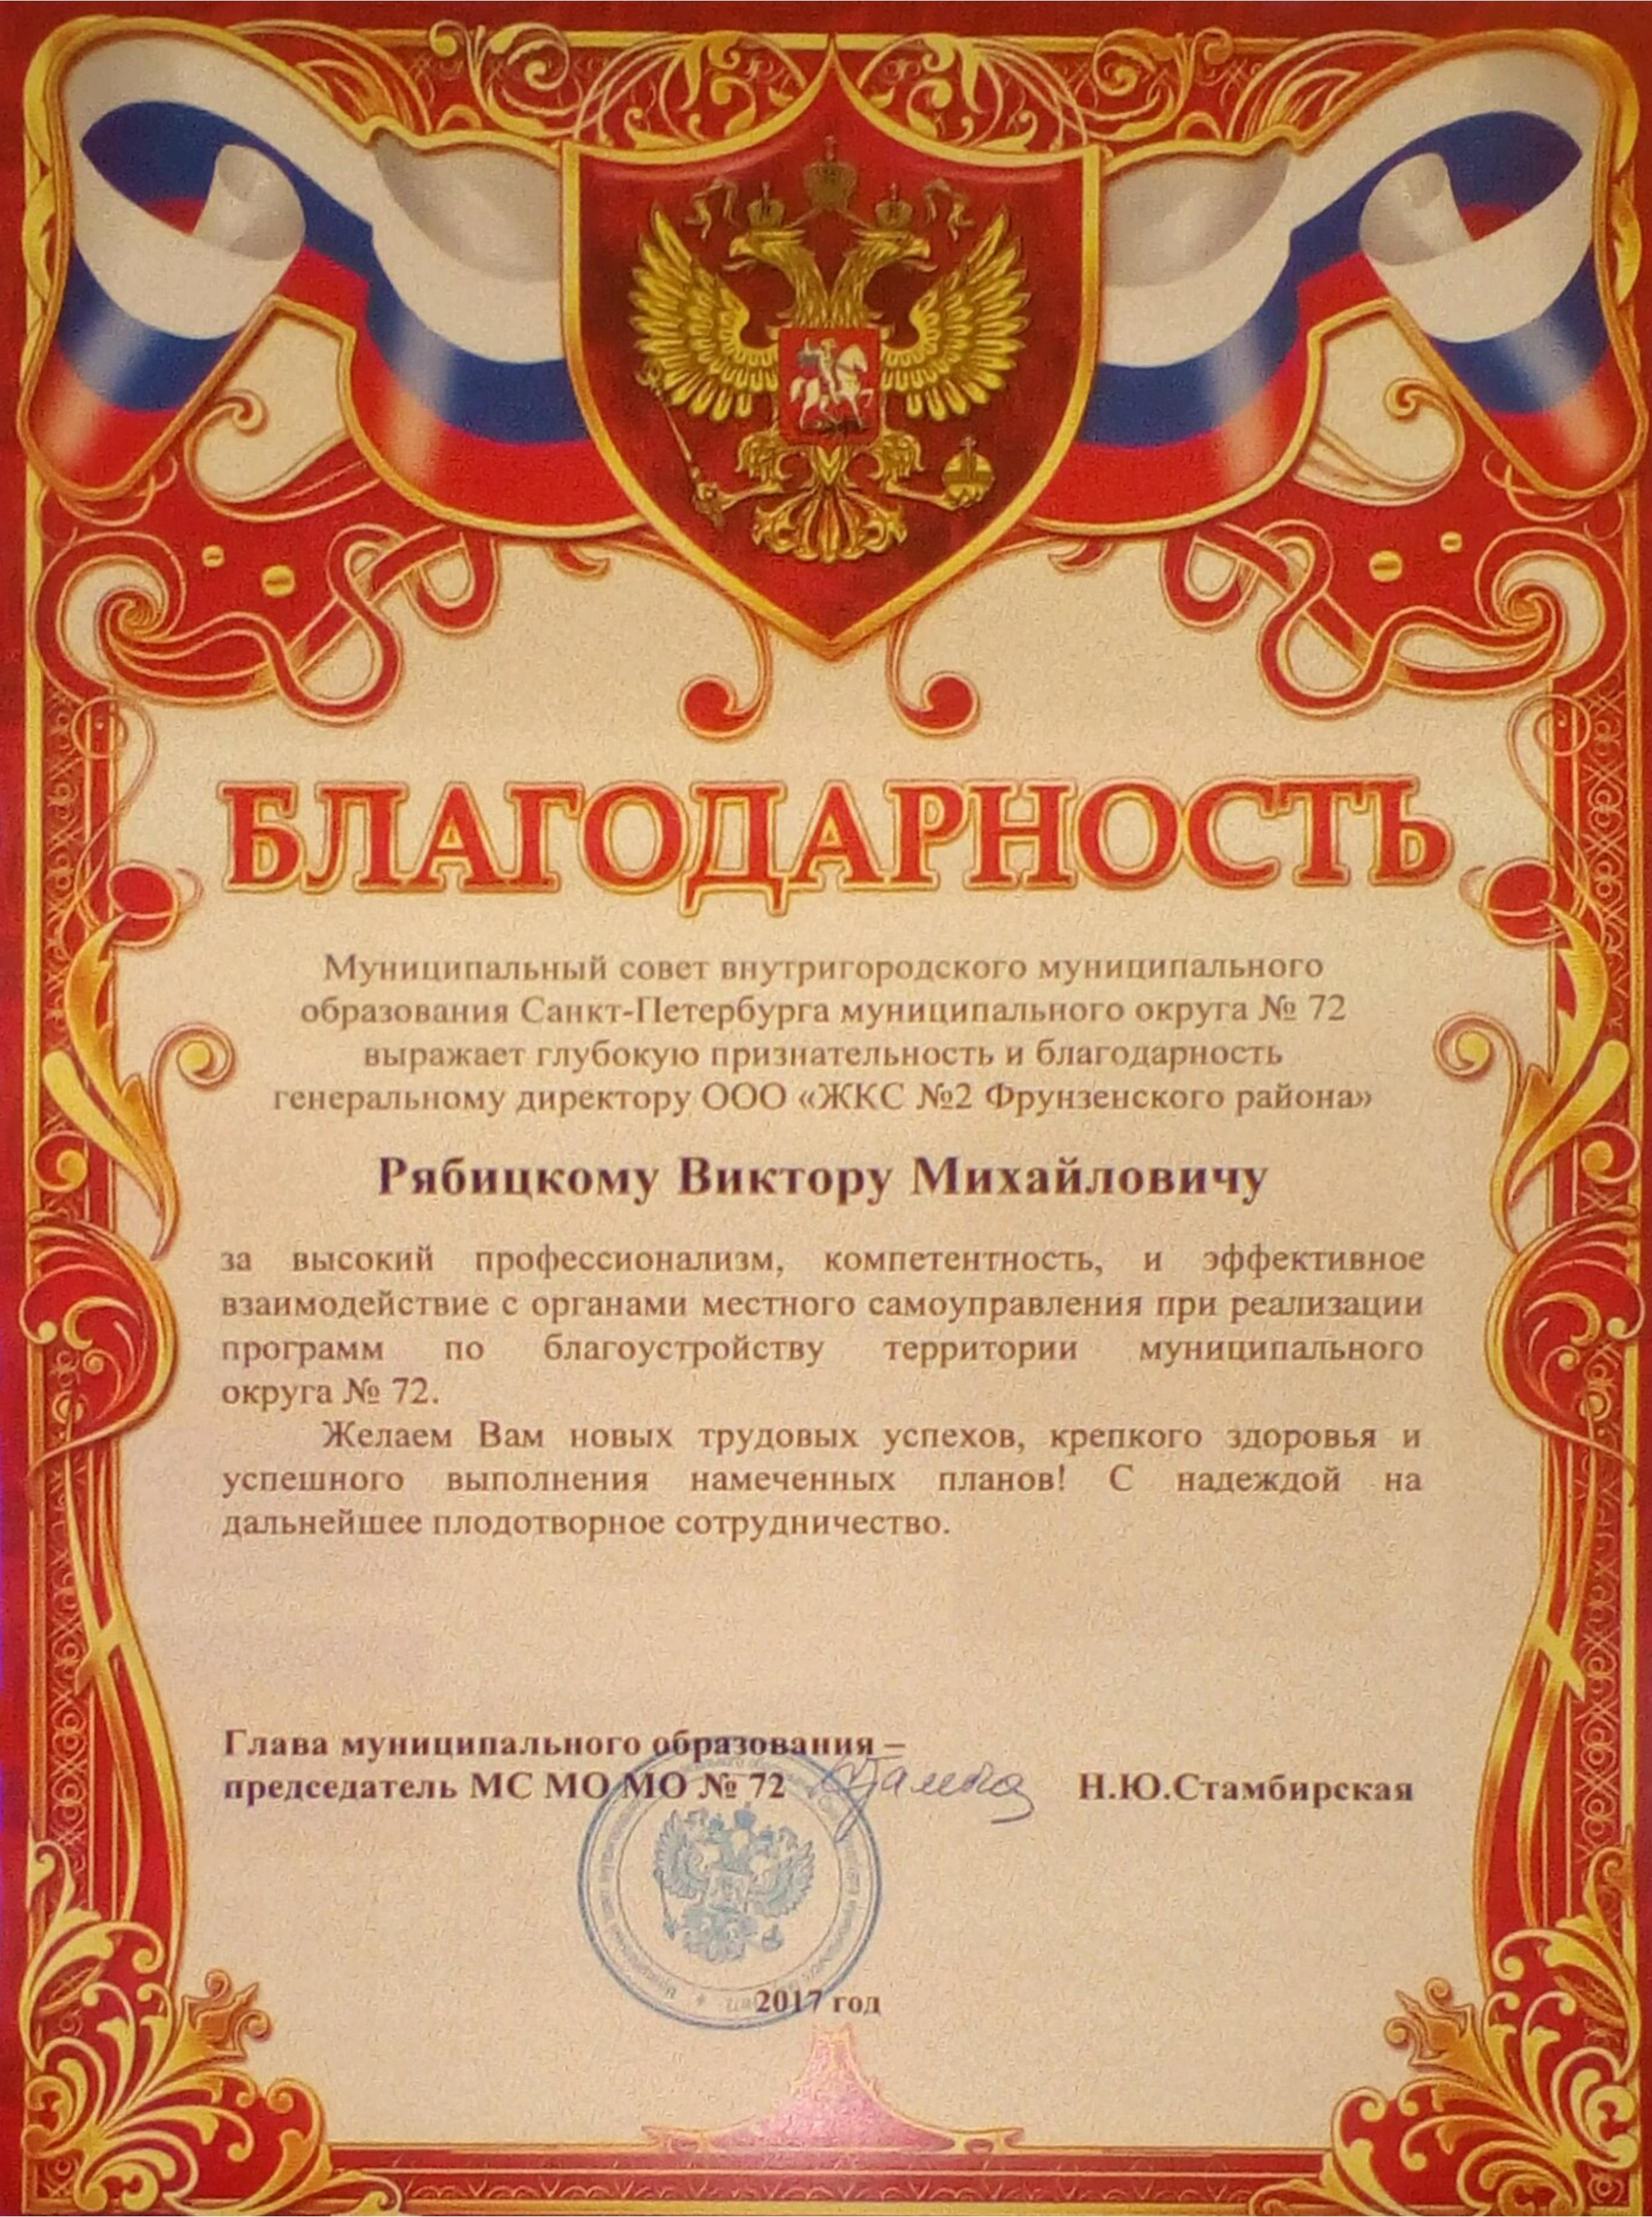 БЛАГОДАРНОСТЬ
Муниципальный совет внутригородского муниципального
образования Санкт-Петербурга муниципального округа № 72
выражает глубокую признательность и благодарность
генеральному директору ООО «ЖКС №2 Фрунзенского района»
Рябицкому Виктору Михайловичу
за высокий профессионализм, компетентность, и эффективное
взаимодействие с органами местного самоуправления при реализации
программ по благоустройству территории муниципального
округа № 72.
Желаем Вам новых трудовых успехов, крепкого здоровья и
успешного выполнения намеченных планов! С надеждой на
дальнейшее плодотворное сотрудничество.
Глава муниципального образования –
председатель МС МО МО № 72 Н.Ю.Стамбирская
2017 год